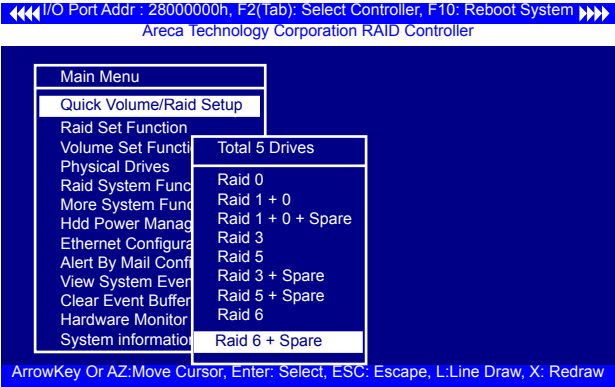 I/O Port Addr : 28000000h, F2(Tab): Select Controller, F10: Reboot System
Areca Technology Corporation RAID Controller
Main Menu
Quick Volume/Raid Setup
Raid Set Function
Volume Set Functi
Physical Drives
Raid System Func
More System Func
Hdd Power Manag
Ethernet Configura
Alert By Mail Confi
View System Even
Clear Event Buffer
Hardware Monitor
System informatio
Total 5 Drives
Raid 0
Raid 1 + 0
Raid 1 + 0 + Spare
Raid 3
Raid 5
Raid 3 + Spare
Raid 5 + Spare
Raid 6
Raid 6 + Spare
ArrowKey Or AZ:Move Cursor, Enter: Select, ESC: Escape, L:Line Draw, X: Redraw